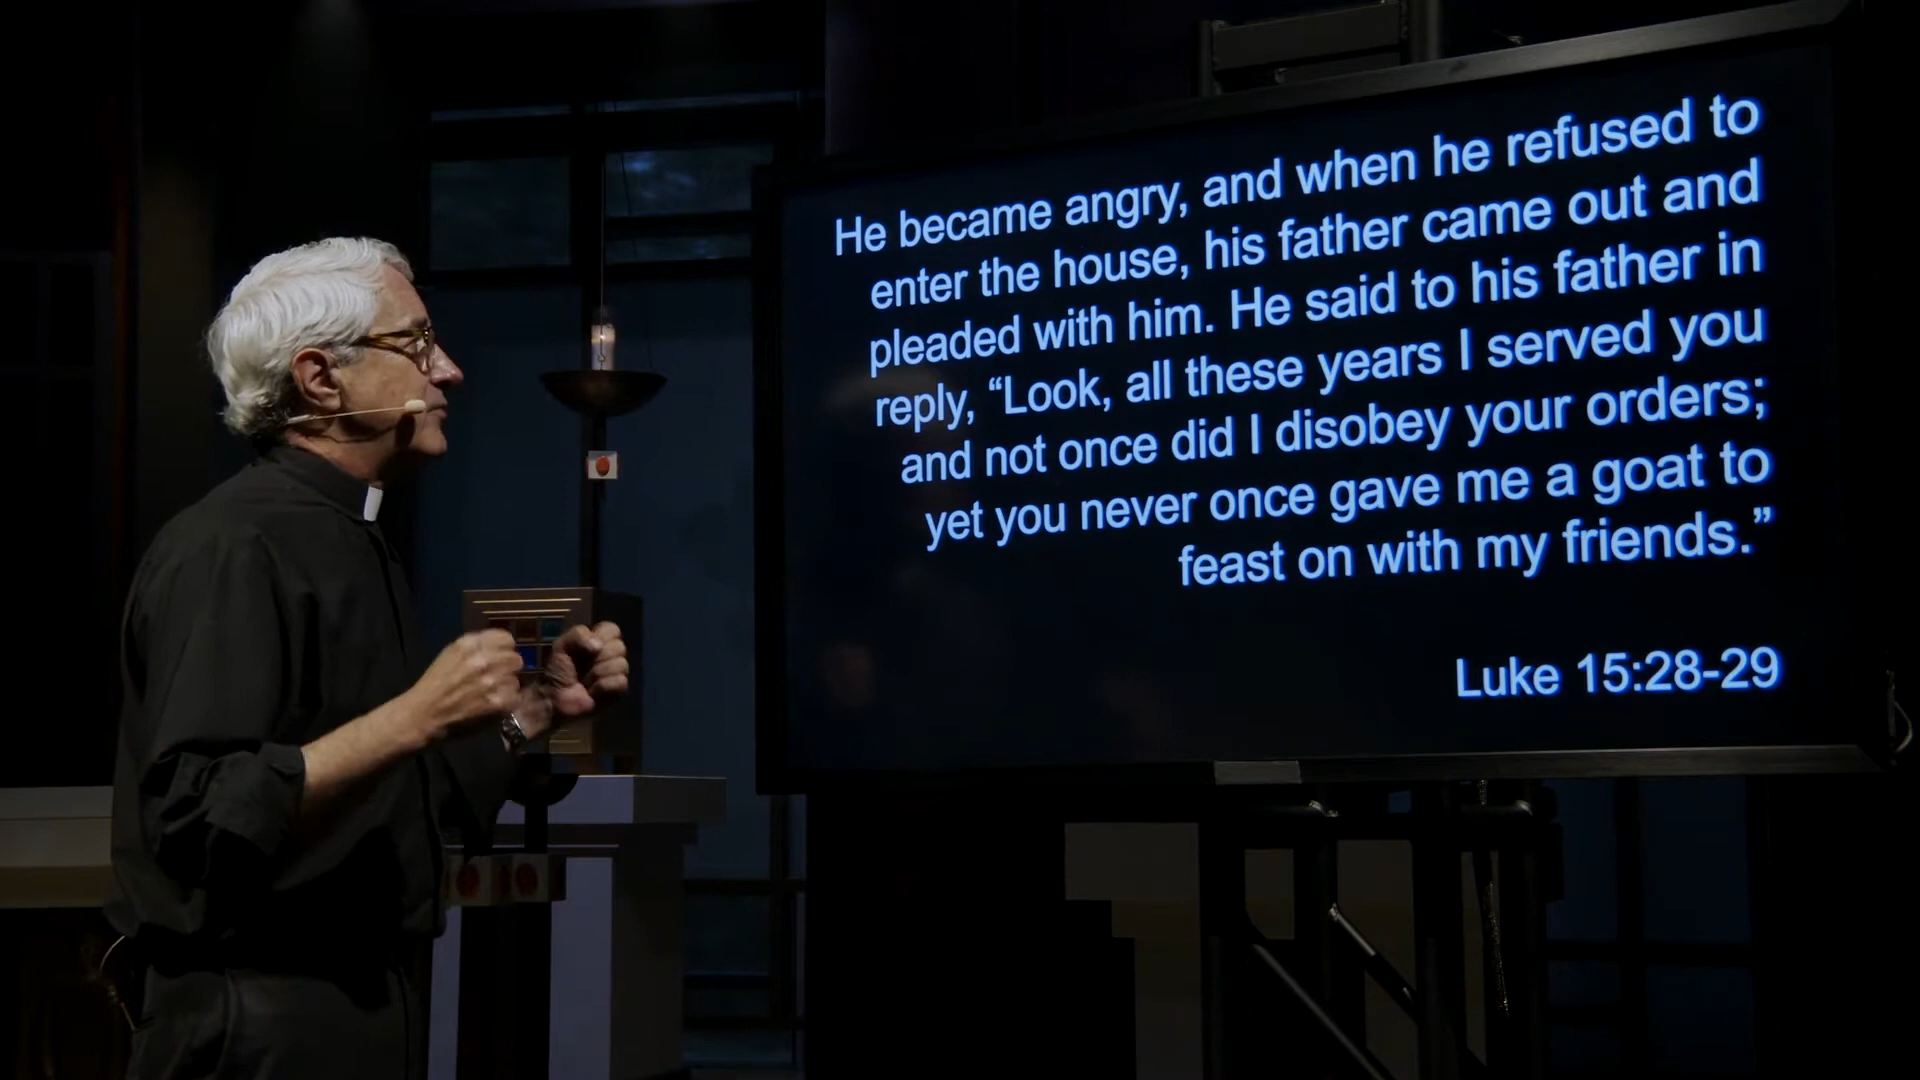 He became angry, and when he refused to
enter the house, his father came out and
pleaded with him. He said to his father in
reply, “Look, all these years I served you
and not once did I disobey your orders;
yet you never once gave me a goat to
feast on with my friends.”
Luke 15:28-29